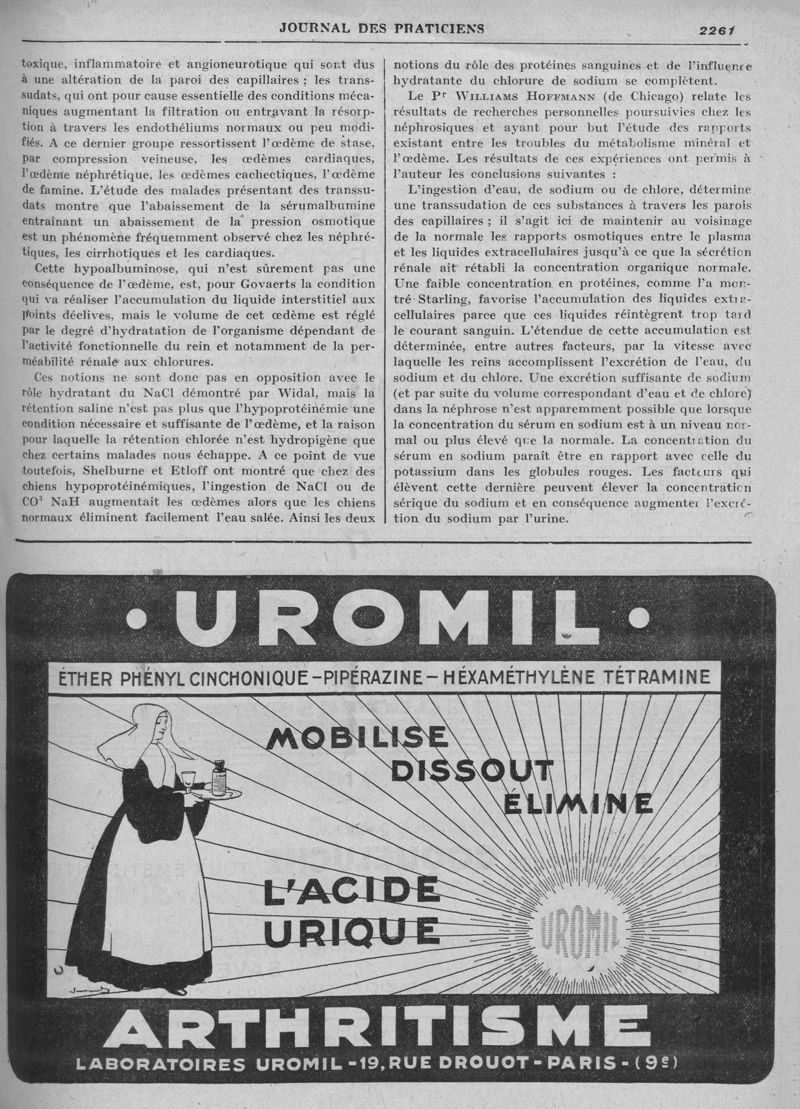 JOURNAL DES PRATICIENS 2261
toxique, inflammatoire et angioneurotique qui sont dus
à une altération de la paroi des capillaires ; les trans-
sudats, qui ont pour cause essentielle des conditions méca-
niques augmentant la filtration ou entravant la résorp-
tion à travers les endothéliums normaux ou peu modi-
fiés. A ce dernier groupe ressortissent l'œdème de stase,
par compression veineuse, les œdèmes cardiaques,
l'œdème néphrétique, les œdèmes cachectiques, l'œdème
de famine. L'étude des malades présentant des transsu-
dats montre que l'abaissement de la sérumalbumine
entraînant un abaissement de la pression osmotique
est un phénomène fréquemment observé chez les néphré-
tiques, les cirrhotiques et les cardiaques.
Cette hypoalbuminose, qui n'est sûrement pas une
conséquence de l'œdème, est, pour Govaerts la condition
qui va réaliser l'accumulation du liquide interstitiel aux
points déclives, mais le volume de cet œdème est réglé
par le degré d'hydratation de l'organisme dépendant de
l'activité fonctionnelle du rein et notamment de la per-
méabilité rénale aux chlorures.
Ces notions ne sont donc pas en opposition avec le
rôle hydratant du NaCl démontré par Widal, mais la
rétention saline n'est pas plus que l'hypoprotéinémie une
condition nécessaire et suffisante de l'œdème, et la raison
pour laquelle la rétention chlorée n'est hydropigène que
chez certains malades nous échappe. A ce point de vue
toutefois, Shelburne et Etloff ont montré que chez des
chiens hypoprotéinémiques, l'ingestion de NaCl ou de
CO³ NaH augmentait les œdèmes alors que les chiens
normaux éliminent facilement l'eau salée. Ainsi les deux
notions du rôle des protéines sanguines et de l'influence
hydratante du chlorure de sodium se complètent.
Le Pr WILLIAMS HOFFMANN (de Chicago) relate les
résultats de recherches personnelles poursuivies chez les
néphrosiques et ayant pour but l'étude des rapports
existant entre les troubles du métabolisme minéral et
l'œdème. Les résultats de ces expériences ont permis à
l'auteur les conclusions suivantes :
L'ingestion d'eau, de sodium ou de chlore, détermine
une transsudation de ces substances à travers les parois
des capillaires ; il s'agit ici de maintenir au voisinage
de la normale les rapports osmotiques entre le plasma
et les liquides extracellulaires jusqu'à ce que la sécrétion
rénale ait rétabli la concentration organique normale.
Une faible concentration en protéines, comme l'a mon-
tré Starling, favorise l'accumulation des liquides extra-
cellulaires parce que ces liquides réintègrent trop tard
le courant sanguin. L'étendue de cette accumulation est
déterminée, entre autres facteurs, par la vitesse avec
laquelle les reins accomplissent l'excrétion de l'eau, du
sodium et du chlore. Une excrétion suffisante de sodium
(et par suite du volume correspondant d'eau et de chlore)
dans la néphrose n'est apparemment possible que lorsque
la concentration du sérum en sodium est à un niveau nor-
mal ou plus élevé que la normale. La concentration du
sérum en sodium paraît être en rapport avec celle du
potassium dans les globules rouges. Les facteurs qui
élèvent cette dernière peuvent élever la concentration
sérique du sodium et en conséquence augmenter l'excré-
tion du sodium par l'urine.
• UROMIL •
ÉTHER PHÉNYL CINCHONIQUE – PIPÉRAZINE – HÉXAMÉTHYLÈNE TÉTRAMINE
MOBILISE
DISSOUT
ÉLIMINE
L'ACIDE
URIQUE
UROMIL
ARTHRITISME
LABORATOIRES UROMIL - 19, RUE DROUOT - PARIS - (9e)